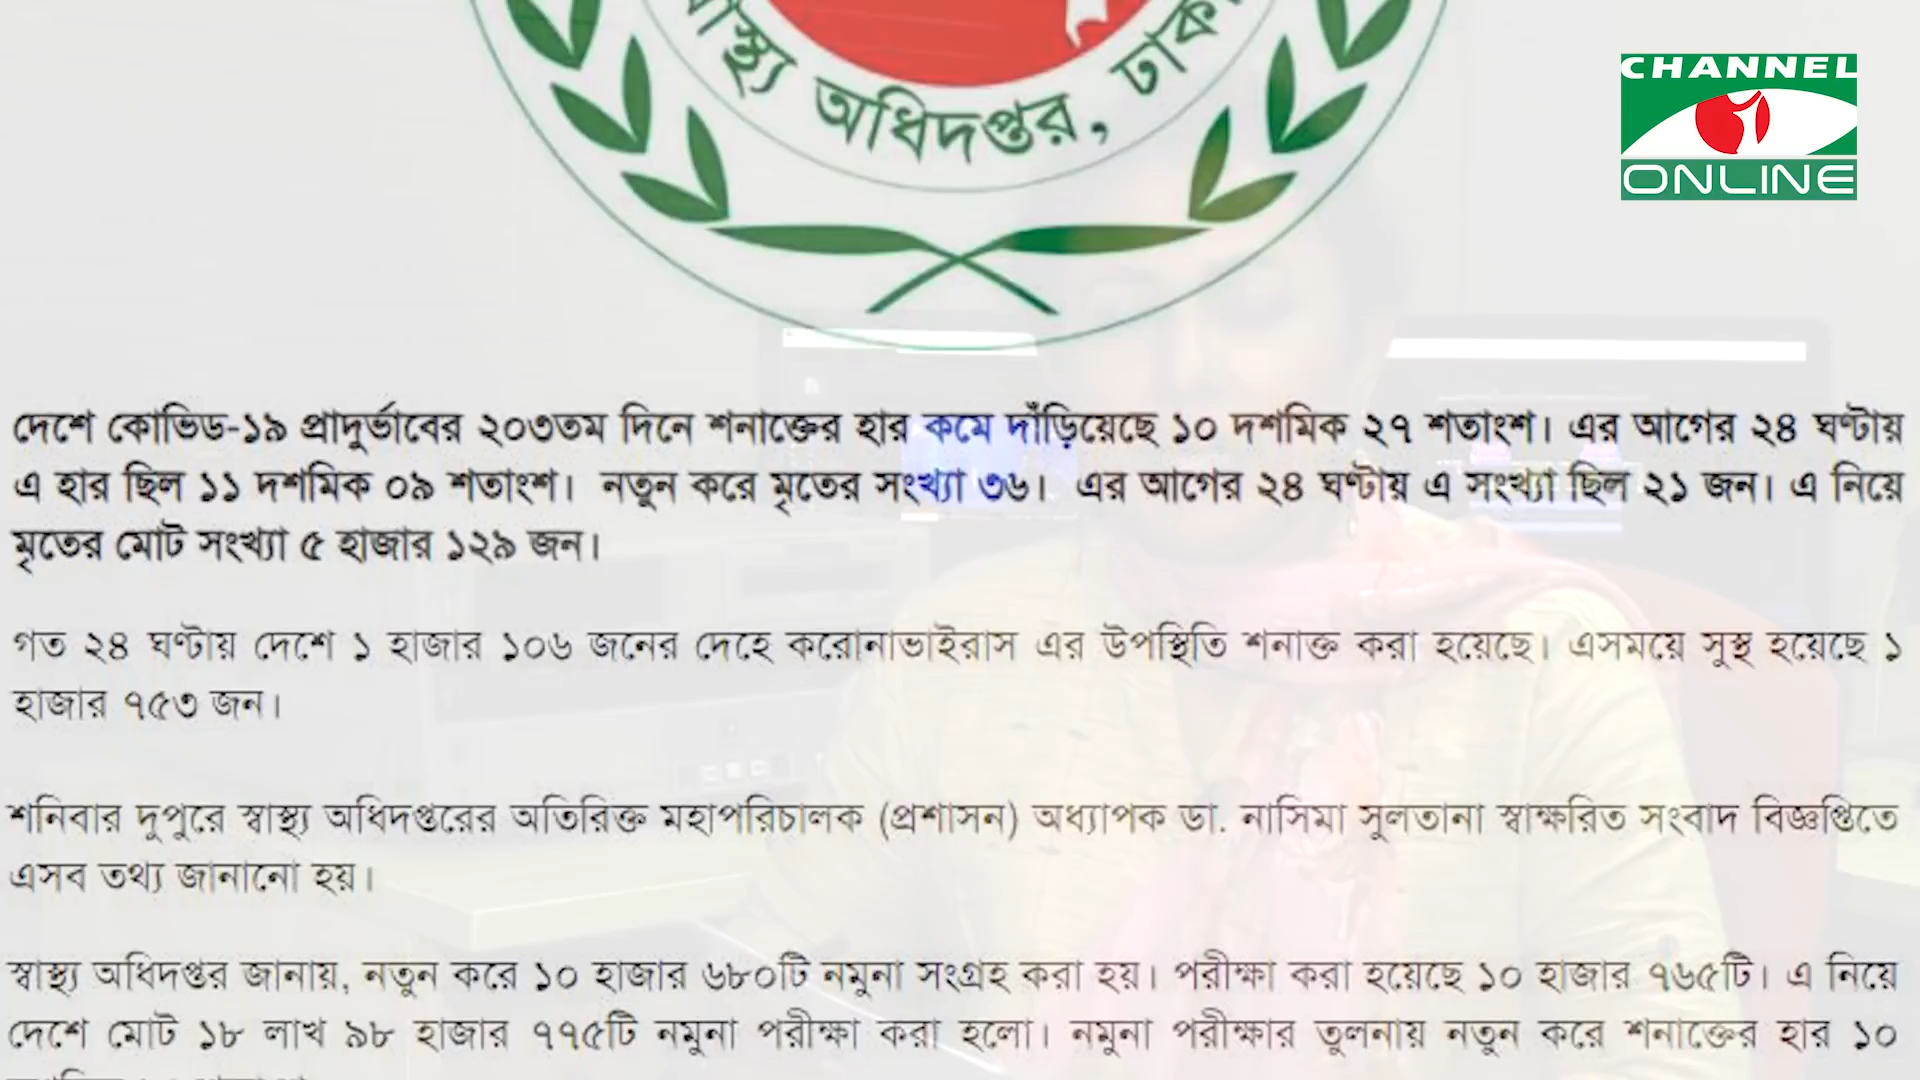 স্বাস্থ্য অধিদপ্তর, ঢাকা
CHANNEL
ONLINE
দেশে কোভিড-১৯ প্রাদুর্ভাবের ২০৩তম দিনে শনাক্তের হার কমে দাঁড়িয়েছে ১০ দশমিক ২৭ শতাংশ। এর আগের ২৪ ঘণ্টায়
এ হার ছিল ১১ দশমিক ০৯ শতাংশ। নতুন করে মৃতের সংখ্যা ৩৬। এর আগের ২৪ ঘণ্টায় এ সংখ্যা ছিল ২১ জন। এ নিয়ে
মৃতের মোট সংখ্যা ৫ হাজার ১২৯ জন।
গত ২৪ ঘণ্টায় দেশে ১ হাজার ১০৬ জনের দেহে করোনাভাইরাস এর উপস্থিতি শনাক্ত করা হয়েছে। এসময়ে সুস্থ হয়েছে ১
হাজার ৭৫৩ জন।
শনিবার দুপুরে স্বাস্থ্য অধিদপ্তরের অতিরিক্ত মহাপরিচালক (প্রশাসন) অধ্যাপক ডা. নাসিমা সুলতানা স্বাক্ষরিত সংবাদ বিজ্ঞপ্তিতে
এসব তথ্য জানানো হয়।
স্বাস্থ্য অধিদপ্তর জানায়, নতুন করে ১০ হাজার ৬৮০টি নমুনা সংগ্রহ করা হয়। পরীক্ষা করা হয়েছে ১০ হাজার ৭৬৫টি। এ নিয়ে
দেশে মোট ১৮ লাখ ৯৮ হাজার ৭৭৫টি নমুনা পরীক্ষা করা হলো। নমুনা পরীক্ষার তুলনায় নতুন করে শনাক্তের হার ১০